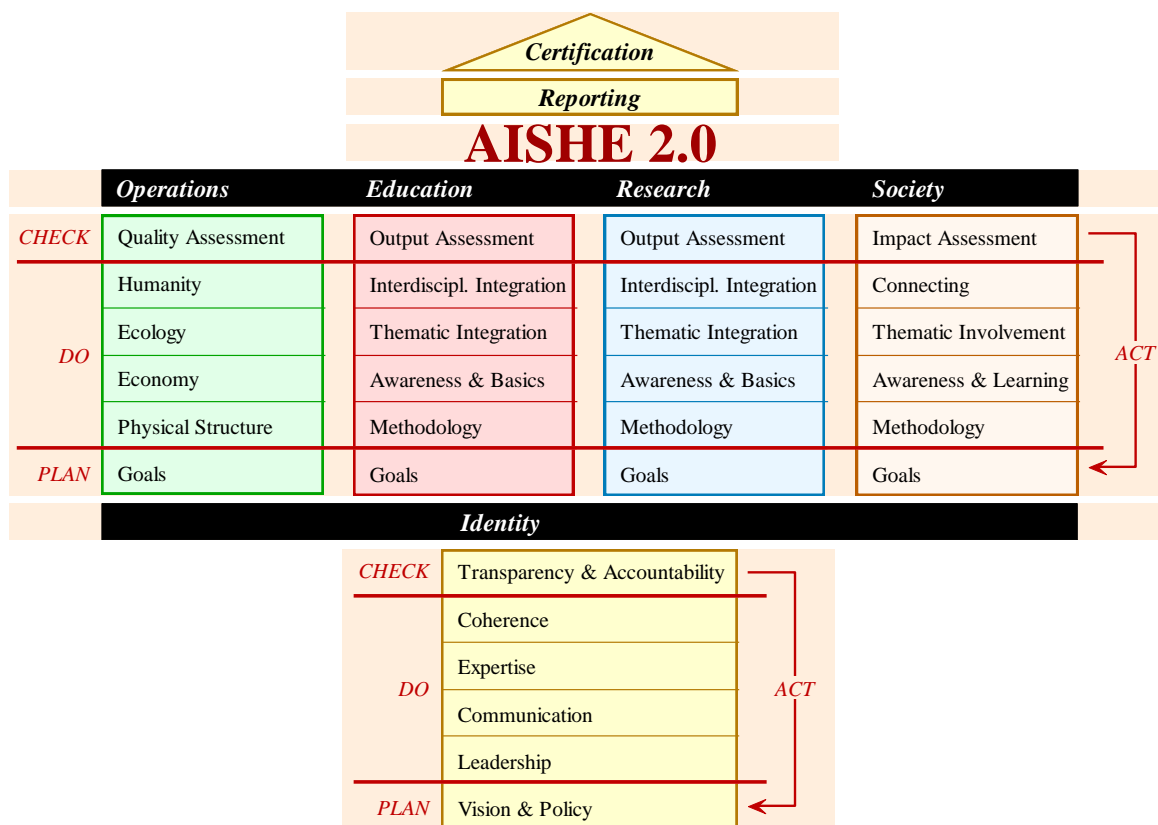 Certification
Reporting
AISHE 2.0
Operations Education Research Society
CHECK Quality Assessment Output Assessment Output Assessment Impact Assessment
Humanity Interdiscipl. Integration Interdiscipl. Integration Connecting
Ecology Thematic Integration Thematic Integration Thematic Involvement
DO ACT
Economy Awareness & Basics Awareness & Basics Awareness & Learning
Physical Structure Methodology Methodology Methodology
PLAN Goals Goals Goals Goals
Identity
CHECK Transparency & Accountability
Coherence
Expertise
DO ACT
Communication
Leadership
PLAN Vision & Policy